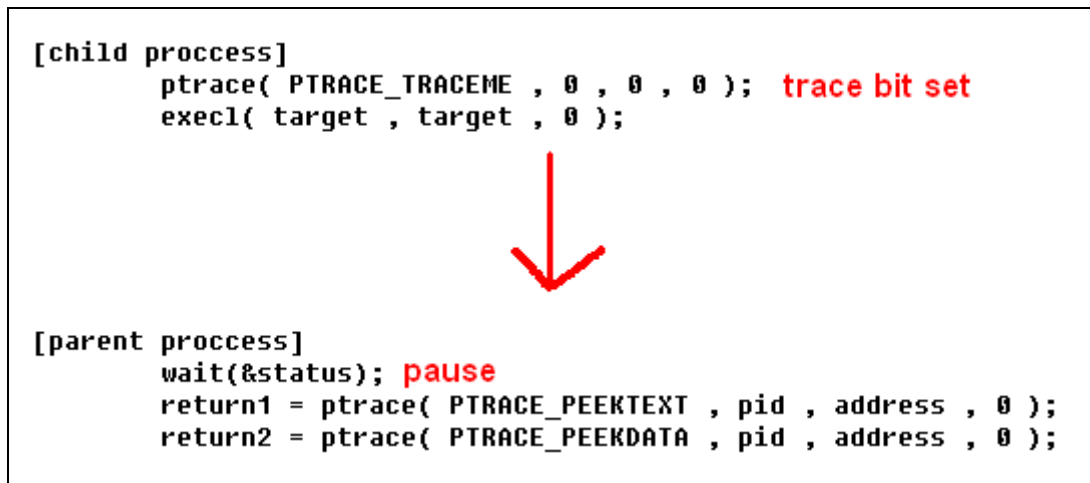 [child proccess]
ptrace( PTRACE_TRACEME , 0 , 0 , 0 ); trace bit set
execl( target , target , 0 );
[parent proccess]
wait(&status); pause
return1 = ptrace( PTRACE_PEEKTEXT , pid , address , 0 );
return2 = ptrace( PTRACE_PEEKDATA , pid , address , 0 );